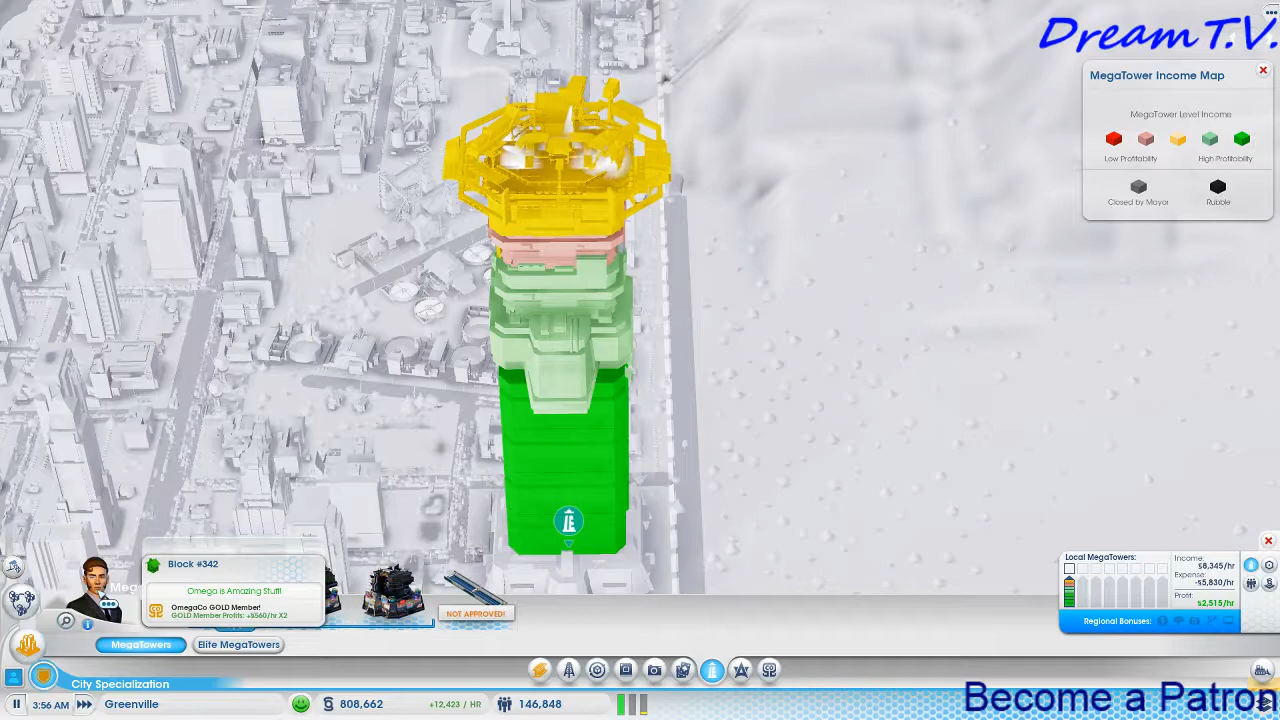 Dream T.V.
MegaTower Income Map
MegaTower Level Income
Low Profitability
High Profitability
Closed by Mayor
Rubble
Block #342
Omega is Amazing Stuff!
OmegaCo GOLD Member!
GOLD Member Profits: +§560/hr X2
NOT APPROVED!
Local MegaTowers:
Income:
§8,345/hr
Expense:
-§5,830/hr
Profit:
§2,515/hr
Regional Bonuses:
MegaTowers
Elite MegaTowers
City Specialization
3:56 AM
Greenville
808,662
+12,423 / HR
146,848
Become a Patron